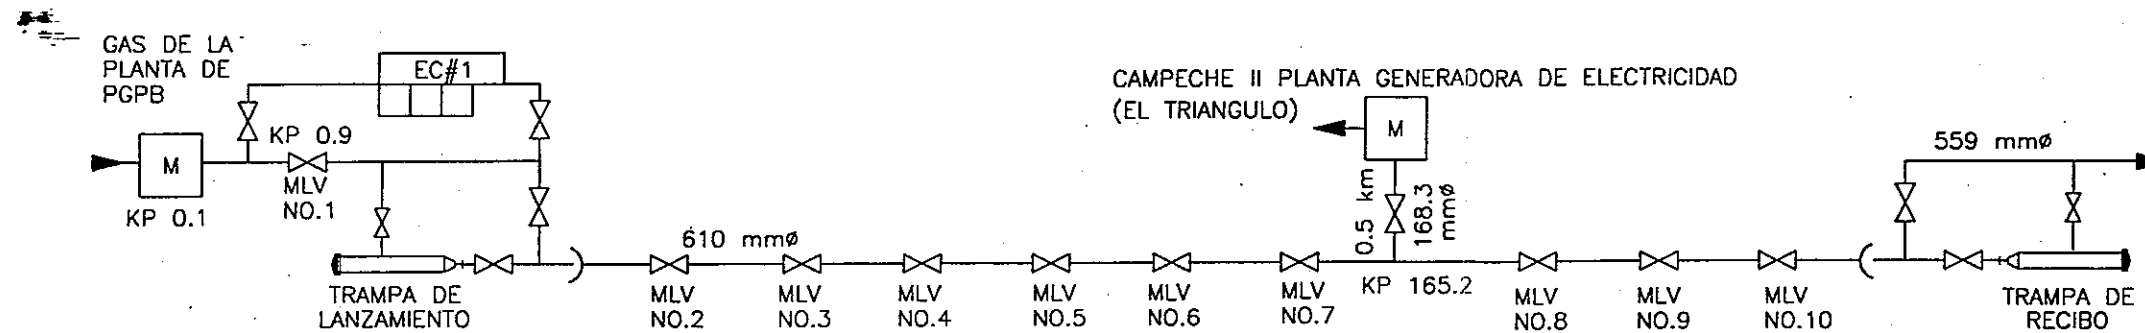 GAS DE LA
PLANTA DE
PGPB
EC#1
KP 0.9
M
MLV
NO.1
KP 0.1
TRAMPA DE
LANZAMIENTO
610 mmø
MLV
NO.2
MLV
NO.3
MLV
NO.4
MLV
NO.5
MLV
NO.6
MLV
NO.7
CAMPECHE II PLANTA GENERADORA DE ELECTRICIDAD
(EL TRIANGULO)
M
0.5 km
168.3
mmø
KP 165.2
MLV
NO.8
MLV
NO.9
MLV
NO.10
559 mmø
TRAMPA DE
RECIBO